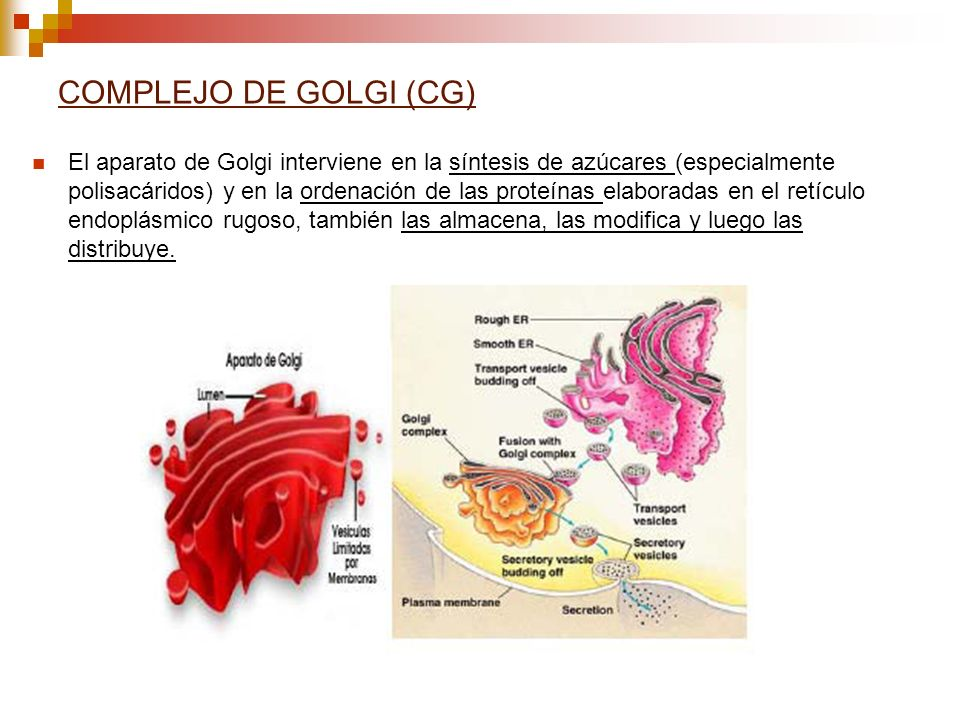 COMPLEJO DE GOLGI (CG)
El aparato de Golgi interviene en la síntesis de azúcares (especialmente
polisacáridos) y en la ordenación de las proteínas elaboradas en el retículo
endoplásmico rugoso, también las almacena, las modifica y luego las
distribuye.
Aparato de Golgi
Lumen
Vesículas
Limitadas
por
Membranas
Rough ER
Smooth ER
Transport vesicle
budding off
Golgi
complex
Fusion with
Golgi complex
Transport
vesicles
Secretory
vesicles
Secretory vesicle
budding off
Plasma membrane
Secretion